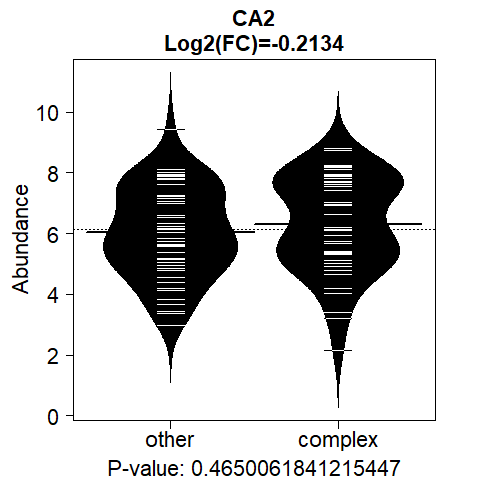 CA2
Log2(FC)=-0.2134
Abundance
10
8
6
4
2
0
other
complex
P-value: 0.4650061841215447